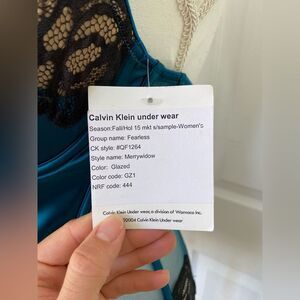 Calvin Klein under wear
Season:Fall/Hol 15 mkt s/sample-Women's
Group name: Fearless
CK style: #QF1264
Style name: Merrywidow
Color: Glazed
Color code: GZ1
NRF code: 444
Calvin Klein Under wear, a division of Warnaco Inc.
2004 Calvin Klein Under wear